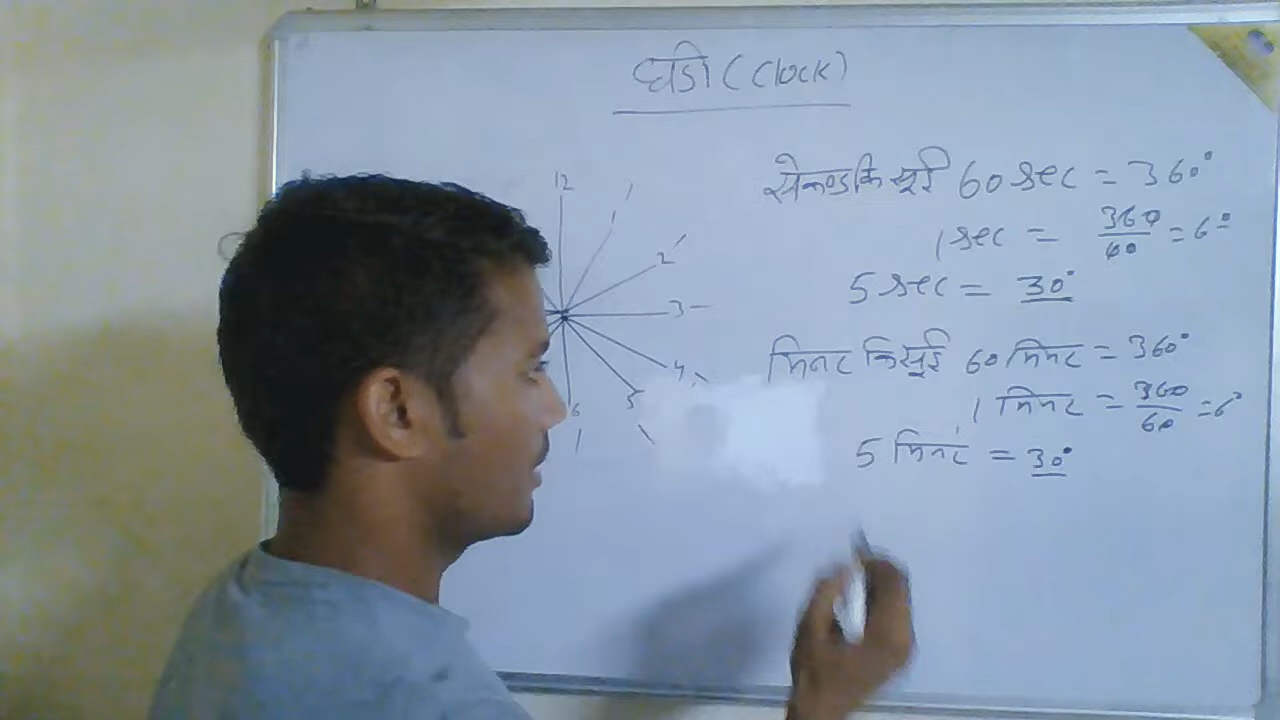 घडी (Clock)
12
1
2
3
4
5
6
सेकण्ड कि सूई 60 sec = 360°
1 sec = 360/60 = 6°
5 sec = 30°
मिनट कि सूई 60 मिनट = 360°
1 मिनट = 360/60 = 6°
5 मिनट = 30°